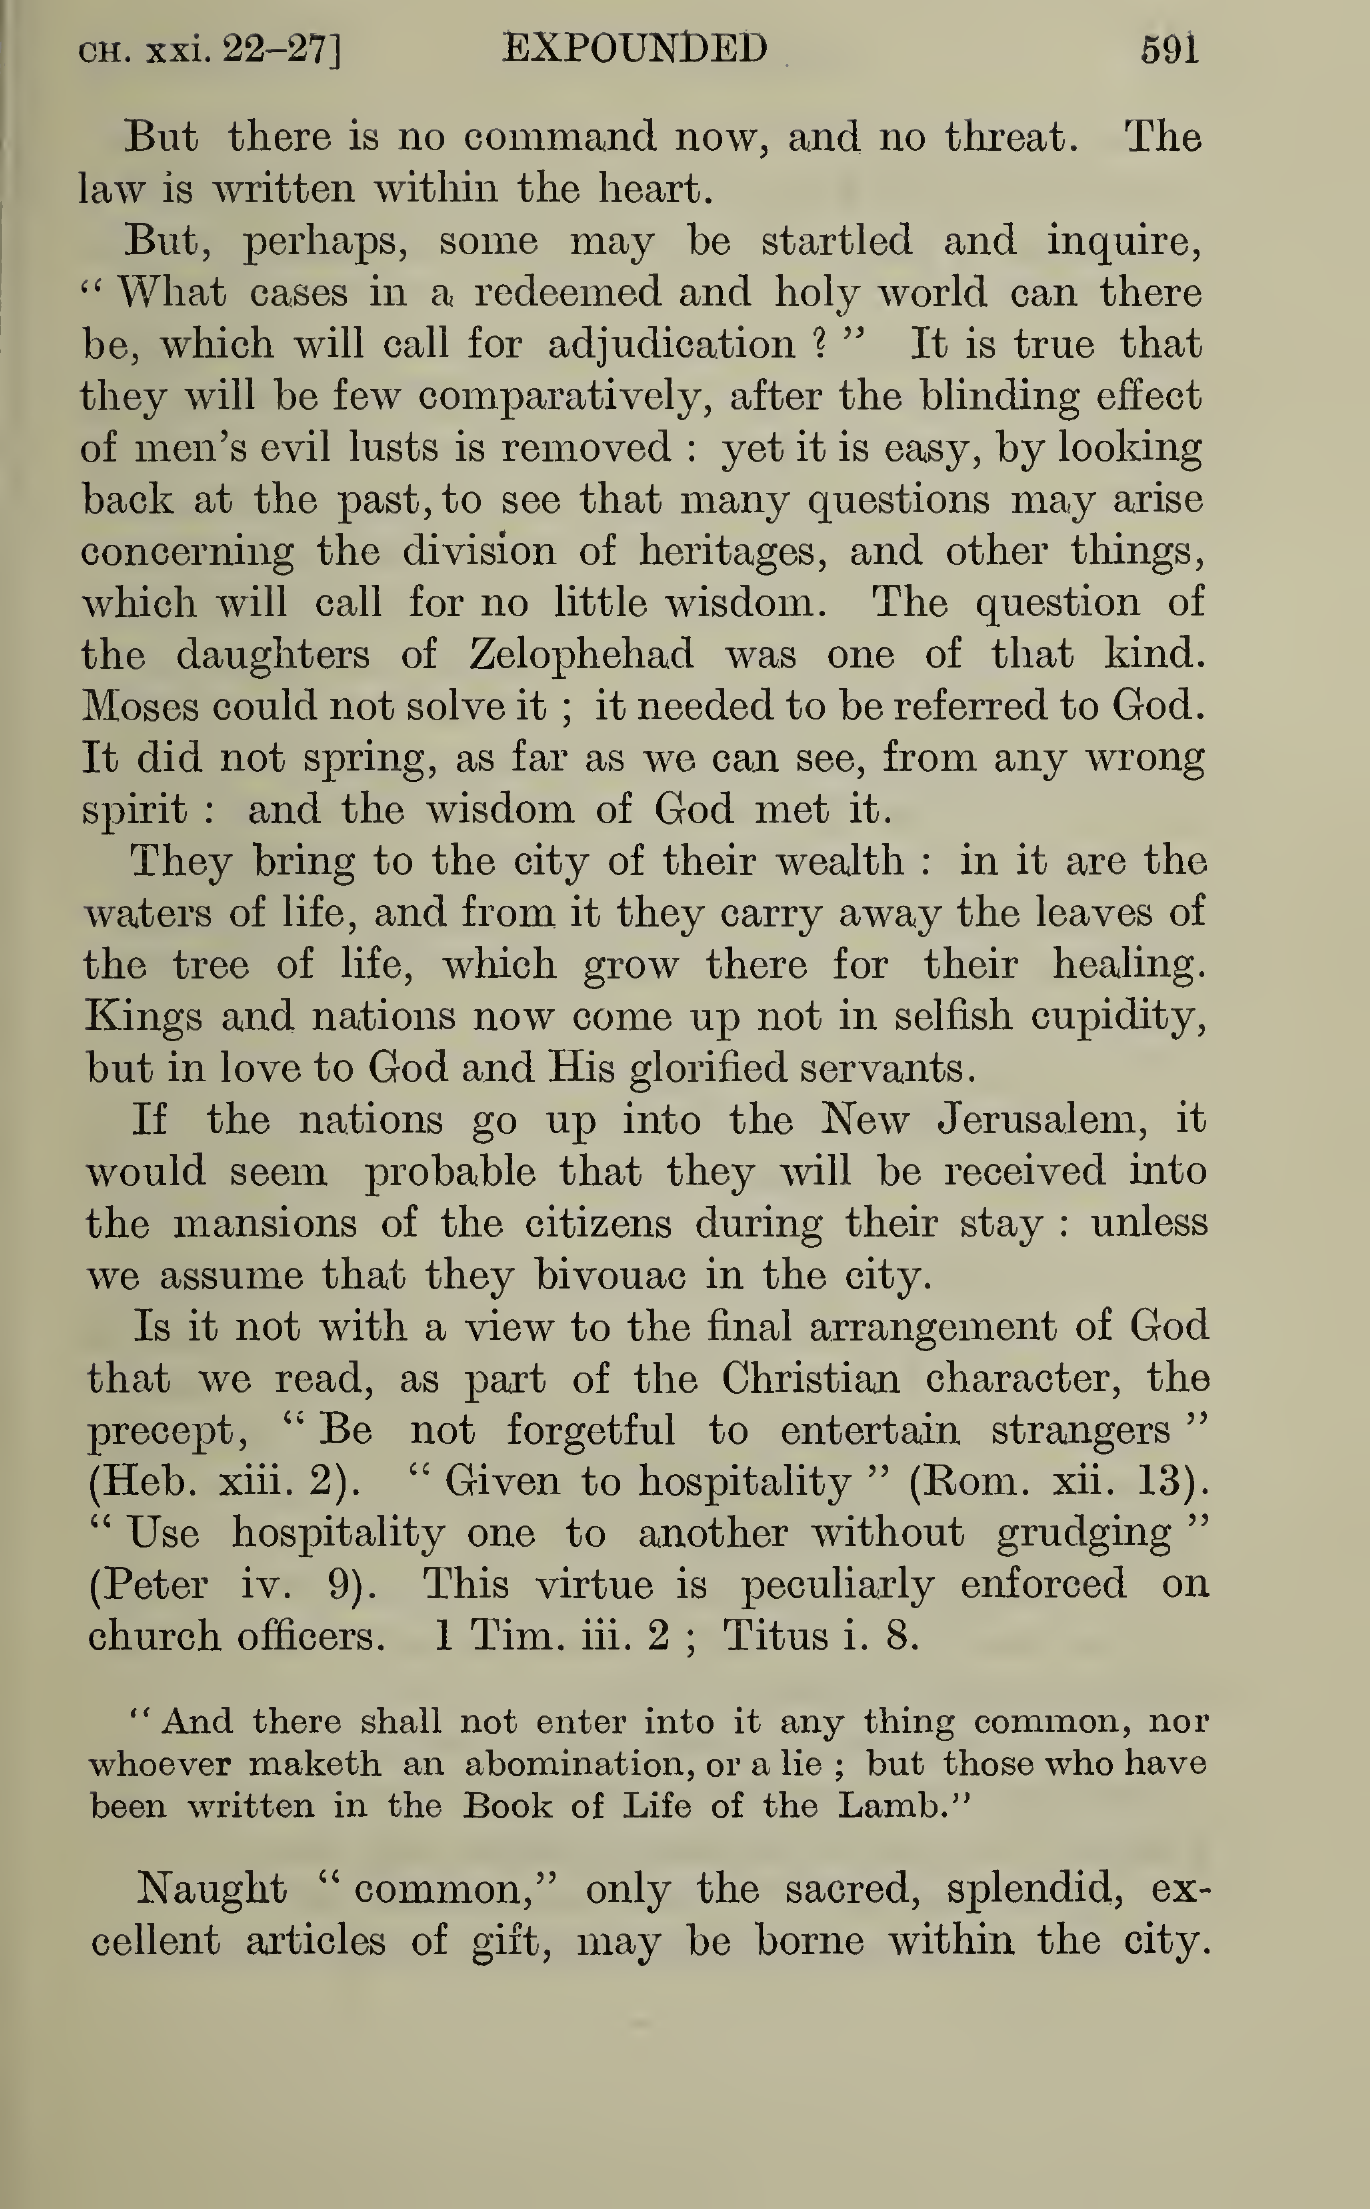 CH. xxi. 22–27] EXPOUNDED 591
But there is no command now, and no threat. The
law is written within the heart.
But, perhaps, some may be startled and inquire,
“ What cases in a redeemed and holy world can there
be, which will call for adjudication ? ” It is true that
they will be few comparatively, after the blinding effect
of men’s evil lusts is removed : yet it is easy, by looking
back at the past, to see that many questions may arise
concerning the division of heritages, and other things,
which will call for no little wisdom. The question of
the daughters of Zelophehad was one of that kind.
Moses could not solve it ; it needed to be referred to God.
It did not spring, as far as we can see, from any wrong
spirit : and the wisdom of God met it.
They bring to the city of their wealth : in it are the
waters of life, and from it they carry away the leaves of
the tree of life, which grow there for their healing.
Kings and nations now come up not in selfish cupidity,
but in love to God and His glorified servants.
If the nations go up into the New Jerusalem, it
would seem probable that they will be received into
the mansions of the citizens during their stay : unless
we assume that they bivouac in the city.
Is it not with a view to the final arrangement of God
that we read, as part of the Christian character, the
precept, “ Be not forgetful to entertain strangers ”
(Heb. xiii. 2). “ Given to hospitality ” (Rom. xii. 13).
“ Use hospitality one to another without grudging ”
(Peter iv. 9). This virtue is peculiarly enforced on
church officers. 1 Tim. iii. 2 ; Titus i. 8.
“ And there shall not enter into it any thing common, nor
whoever maketh an abomination, or a lie ; but those who have
been written in the Book of Life of the Lamb.”
Naught “ common,” only the sacred, splendid, ex-
cellent articles of gift, may be borne within the city.